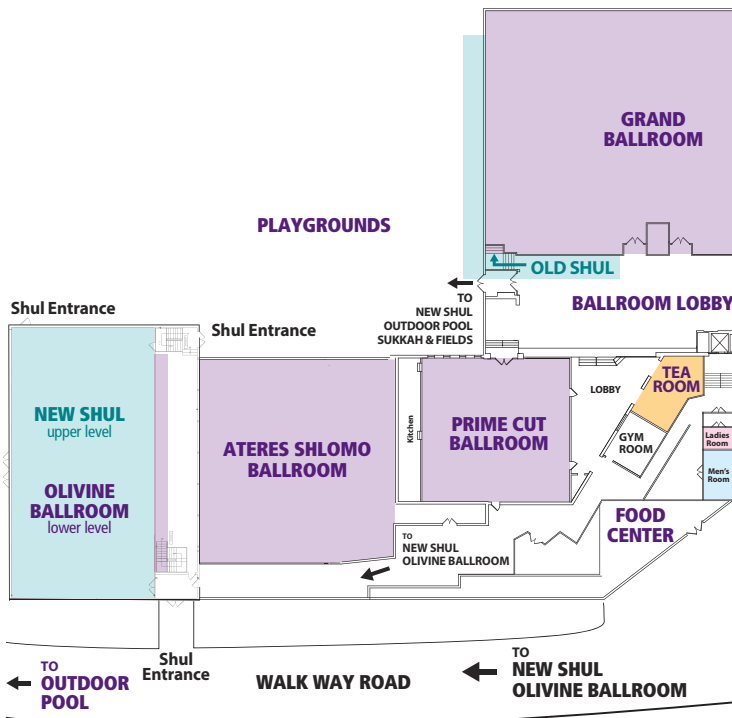 GRAND
BALLROOM
PLAYGROUNDS
OLD SHUL
TO
NEW SHUL
OUTDOOR POOL
SUKKAH & FIELDS
BALLROOM LOBBY
Shul Entrance
Shul Entrance
NEW SHUL
upper level
OLIVINE
BALLROOM
lower level
ATERES SHLOMO
BALLROOM
Kitchen
PRIME CUT
BALLROOM
LOBBY
TEA
ROOM
GYM
ROOM
Ladies
Room
Men's
Room
FOOD
CENTER
TO
NEW SHUL
OLIVINE BALLROOM
Shul
Entrance
TO
OUTDOOR
POOL
WALK WAY ROAD
TO
NEW SHUL
OLIVINE BALLROOM